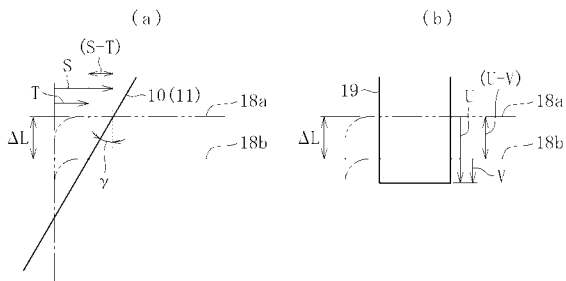 (a)
(b)
(S-T)
S
T
10(11)
18a
ΔL
18b
γ
19
U
(U-V)
18a
ΔL
18b
V